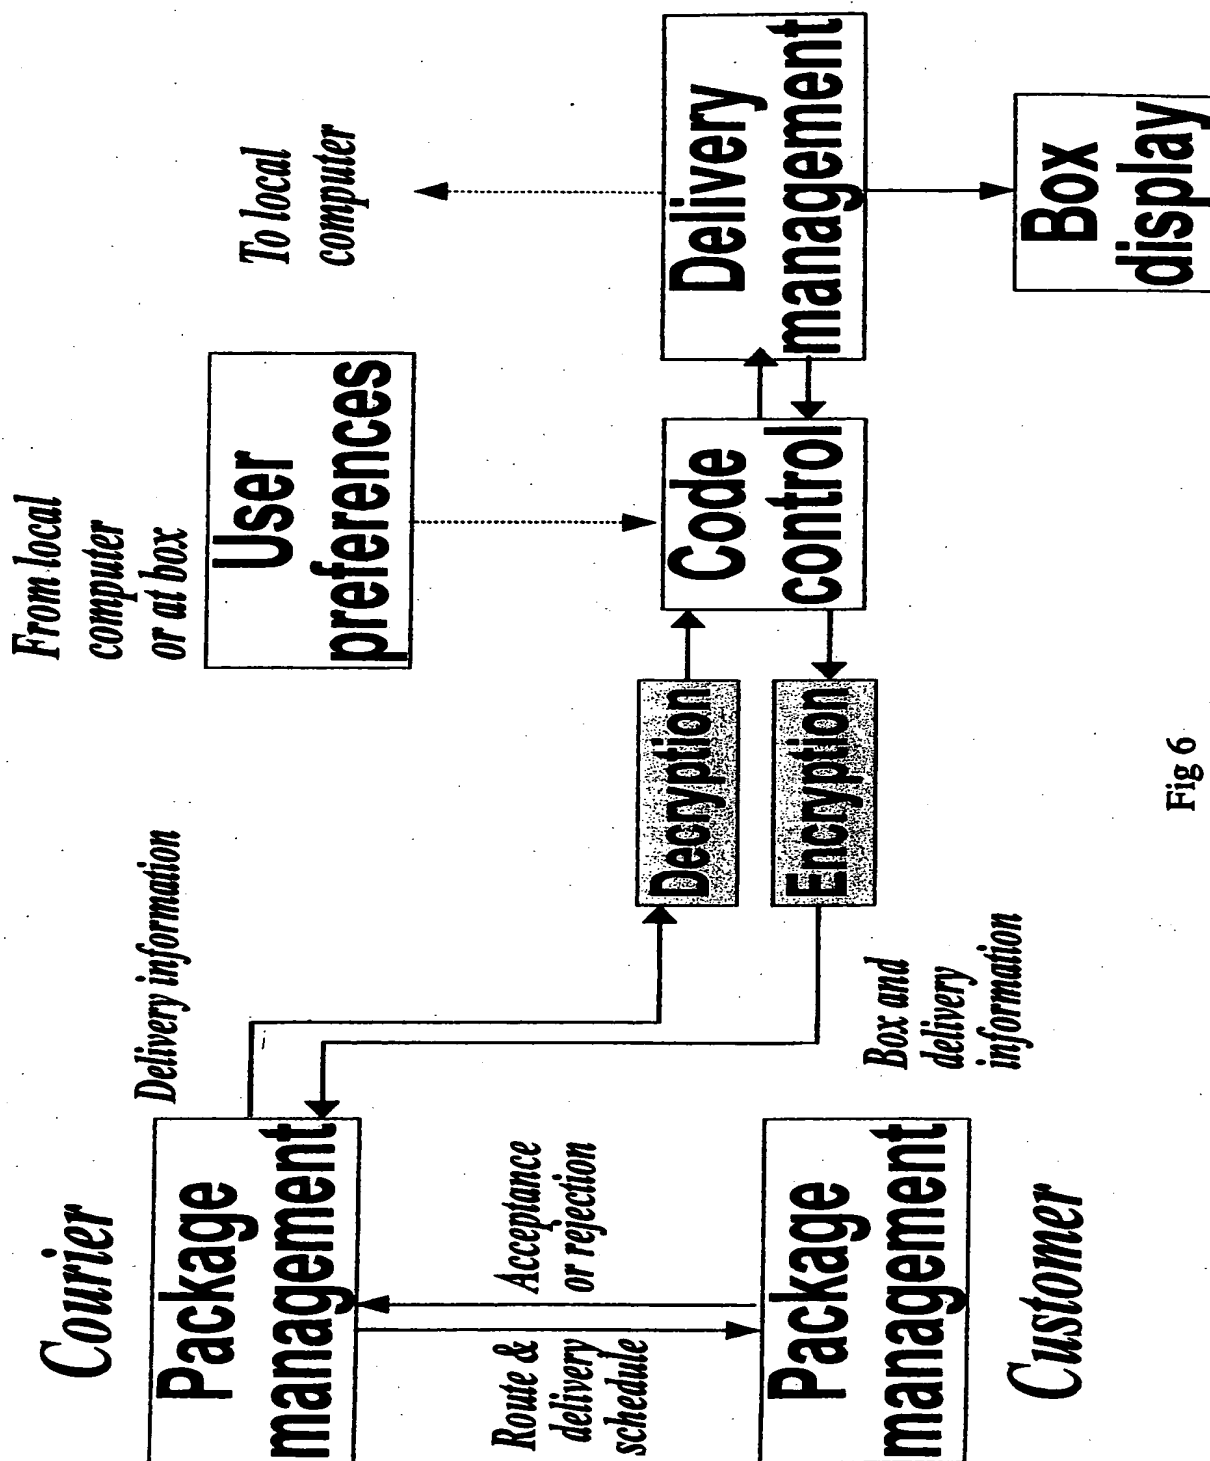 Courier
Package
management
Delivery information
Route &
delivery
schedule
Acceptance
or rejection
Package
management
Customer
Box and
delivery
information
Decryption
Encryption
From local
computer
or at box
User
preferences
Code
control
To local
computer
Delivery
management
Box
display
Fig 6